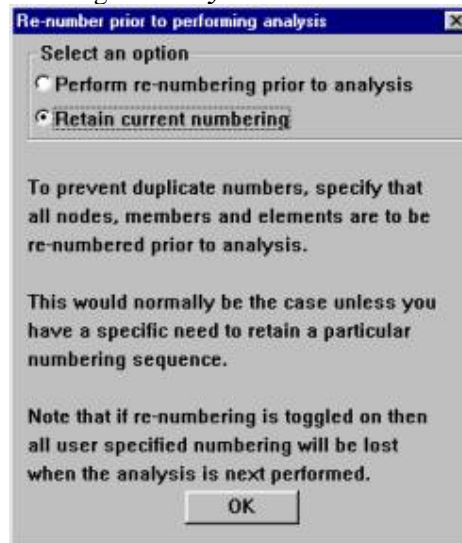 Re-number prior to performing analysis
Select an option
Perform re-numbering prior to analysis
Retain current numbering
To prevent duplicate numbers, specify that
all nodes, members and elements are to be
re-numbered prior to analysis.
This would normally be the case unless you
have a specific need to retain a particular
numbering sequence.
Note that if re-numbering is toggled on then
all user specified numbering will be lost
when the analysis is next performed.
OK